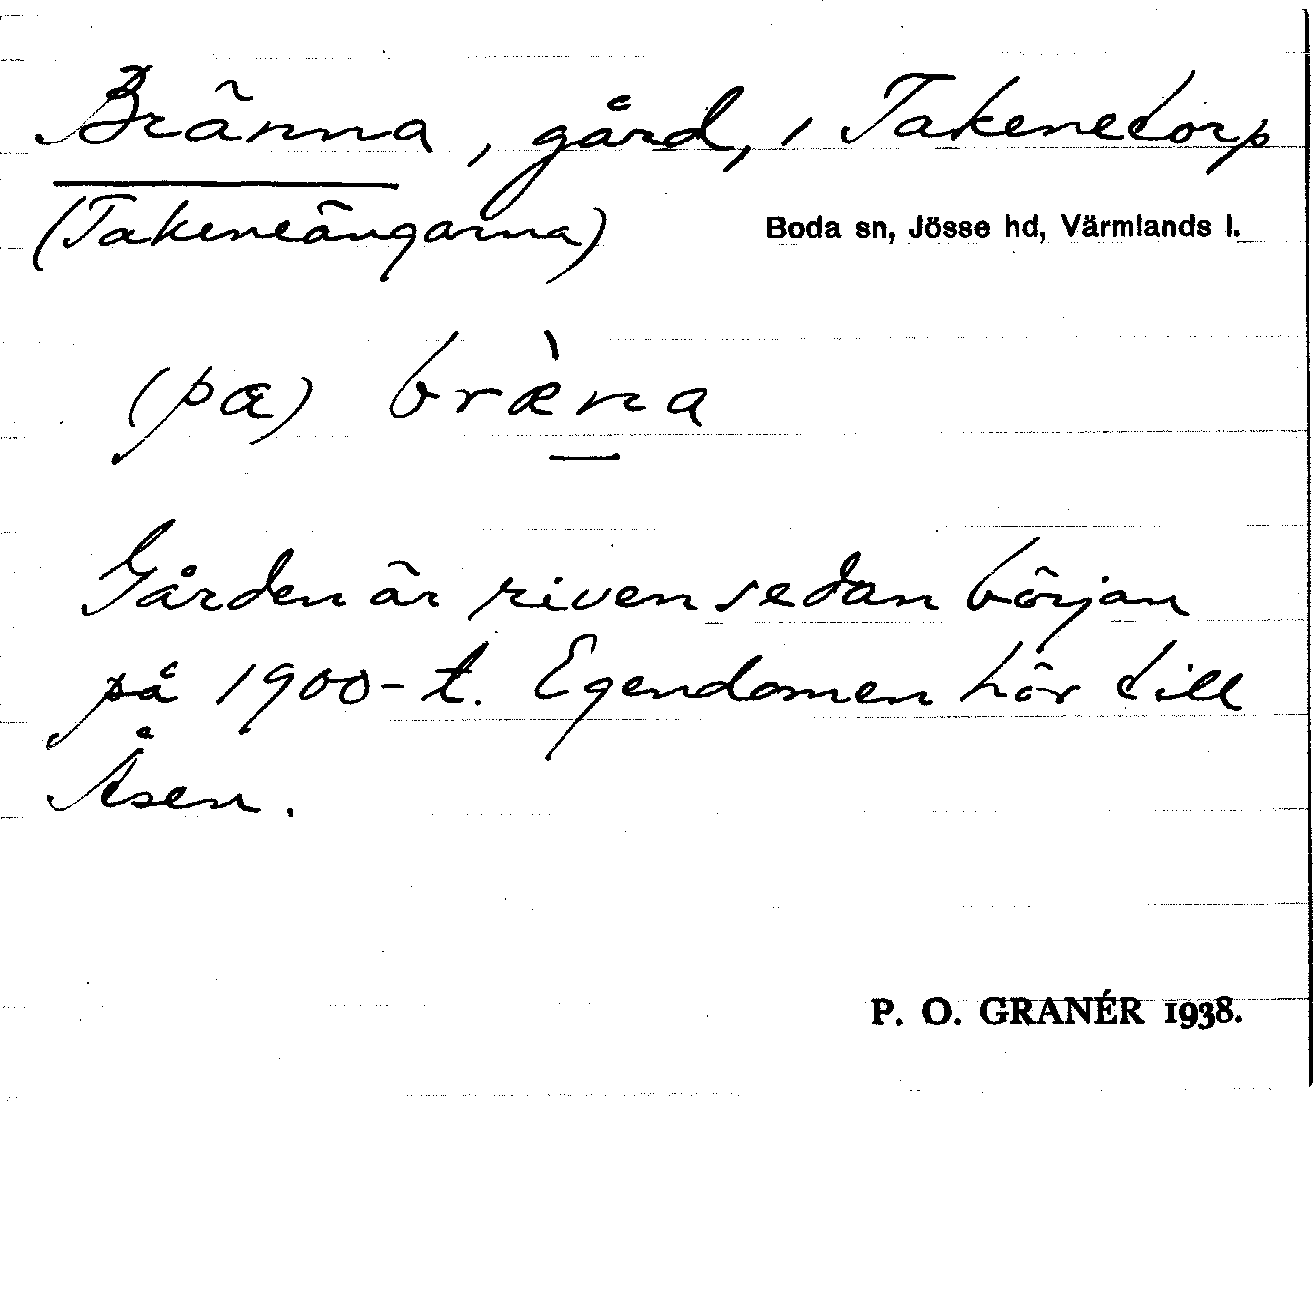 Bränna, gård, i Takenetorp
(Takeneängarna)
Boda sn, Jösse hd, Värmlands l.
(pæ) bræ̀na
Gården är riven sedan början
på 1900-t. Egendomen hör till
Åsen.
P. O. GRANÉR 1938.